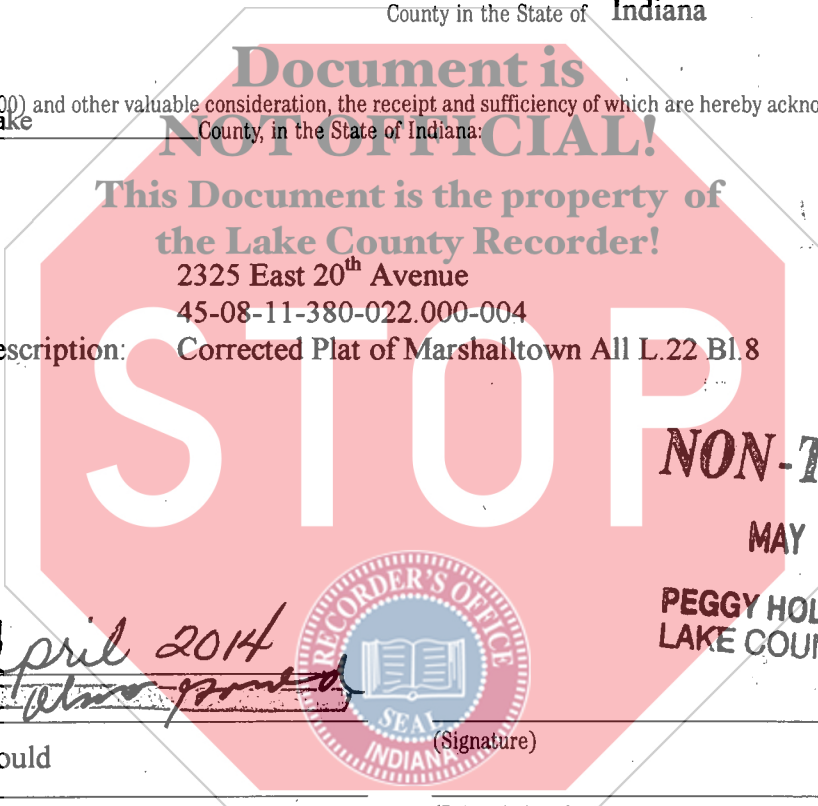 County in the State of Indiana
Document is
00) and other valuable consideration, the receipt and sufficiency of which are hereby ackno
ake County, in the State of Indiana:
NOT OFFICIAL!
This Document is the property of
the Lake County Recorder!
2325 East 20th Avenue
45-08-11-380-022.000-004
escription: Corrected Plat of Marshalltown All L.22 Bl.8
STOP
NON-T
MAY
PEGGY HOL
LAKE COUN
RECORDER'S OFFICE
SEAL
INDIANA
April 2014
(Signature)
ould